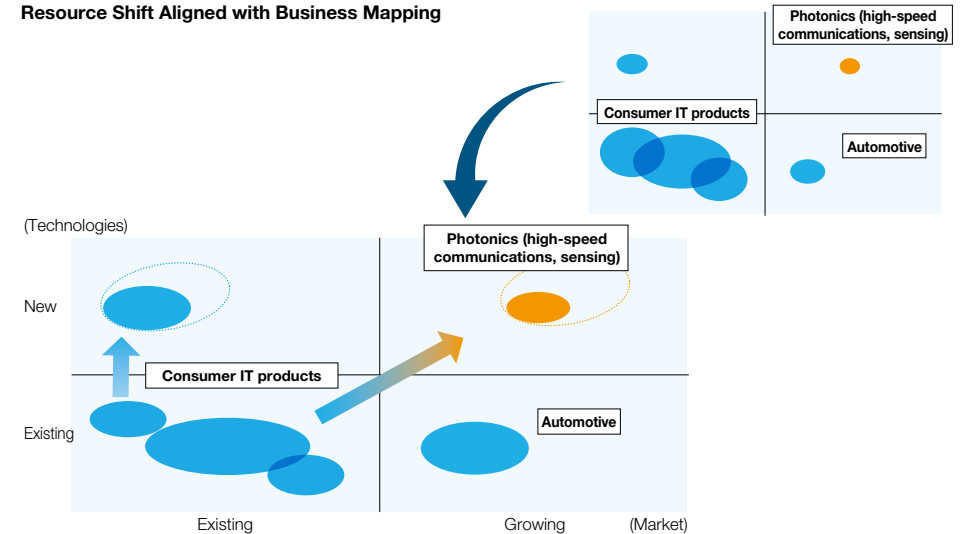 Resource Shift Aligned with Business Mapping
Photonics (high-speed
communications, sensing)
Consumer IT products
Automotive
(Technologies)
Photonics (high-speed
communications, sensing)
New
Consumer IT products
Existing
Automotive
Existing
Growing
(Market)